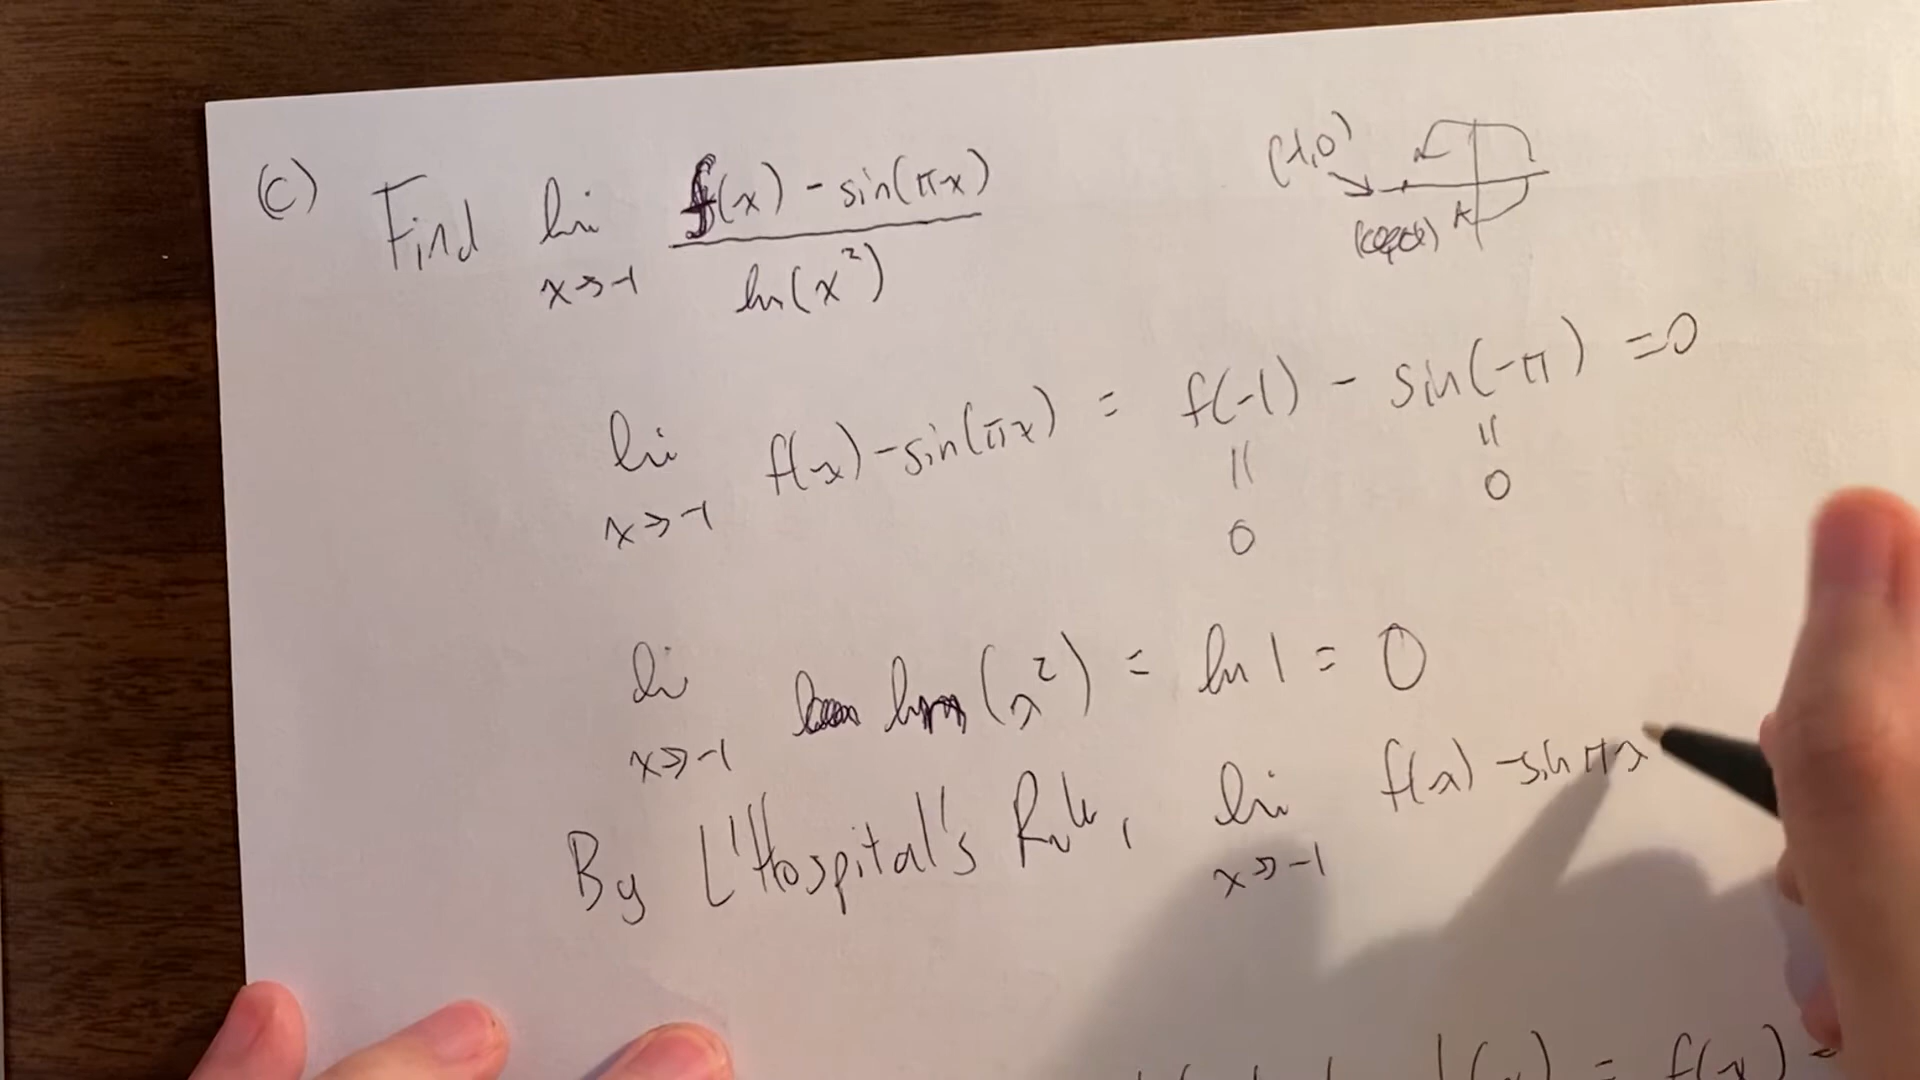 (c) Find lim x→-1 f(x) - sin(πx) / ln(x²)
(-1,0)
lim x→-1 f(x) - sin(πx) = f(-1) - sin(-π) = 0
|| ||
0 0
lim x→-1 (x²) = ln 1 = 0
By L'Hospital's Rule, lim x→-1 f(x) - sin πx
(x) = f(x) -